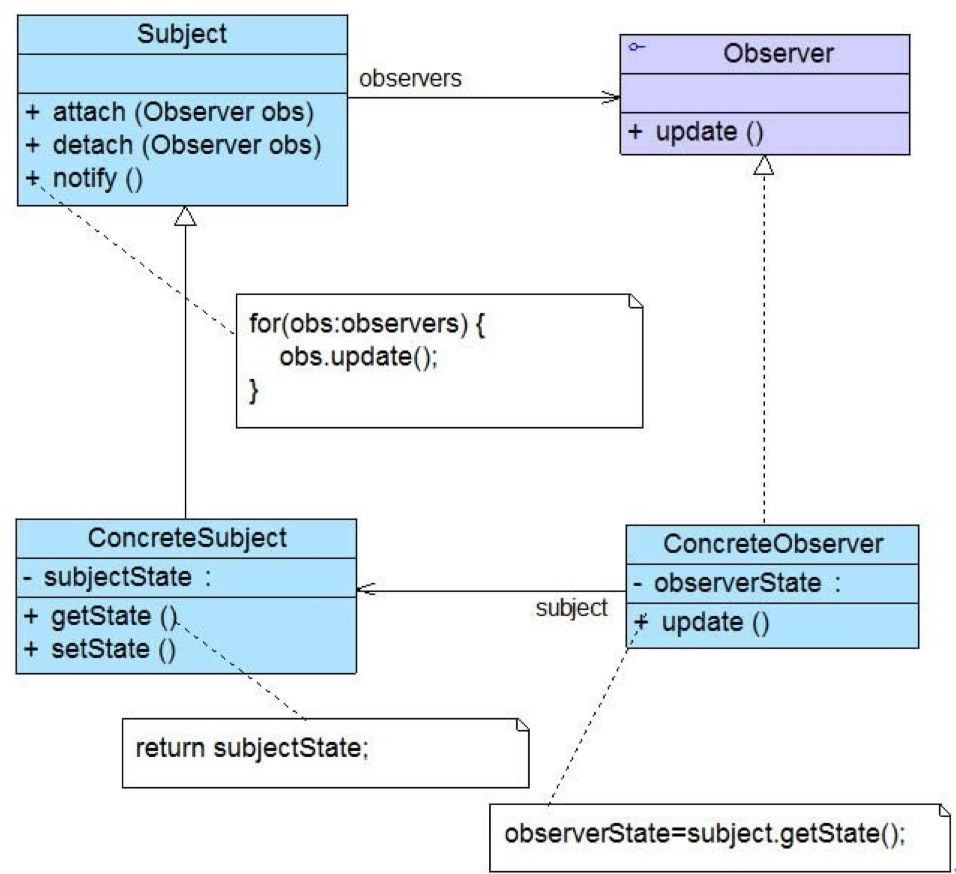 Subject
+ attach (Observer obs)
+ detach (Observer obs)
+ notify ()
observers
Observer
+ update ()
for(obs:observers) {
obs.update();
}
ConcreteSubject
- subjectState :
+ getState ()
+ setState ()
subject
ConcreteObserver
- observerState :
+ update ()
return subjectState;
observerState=subject.getState();